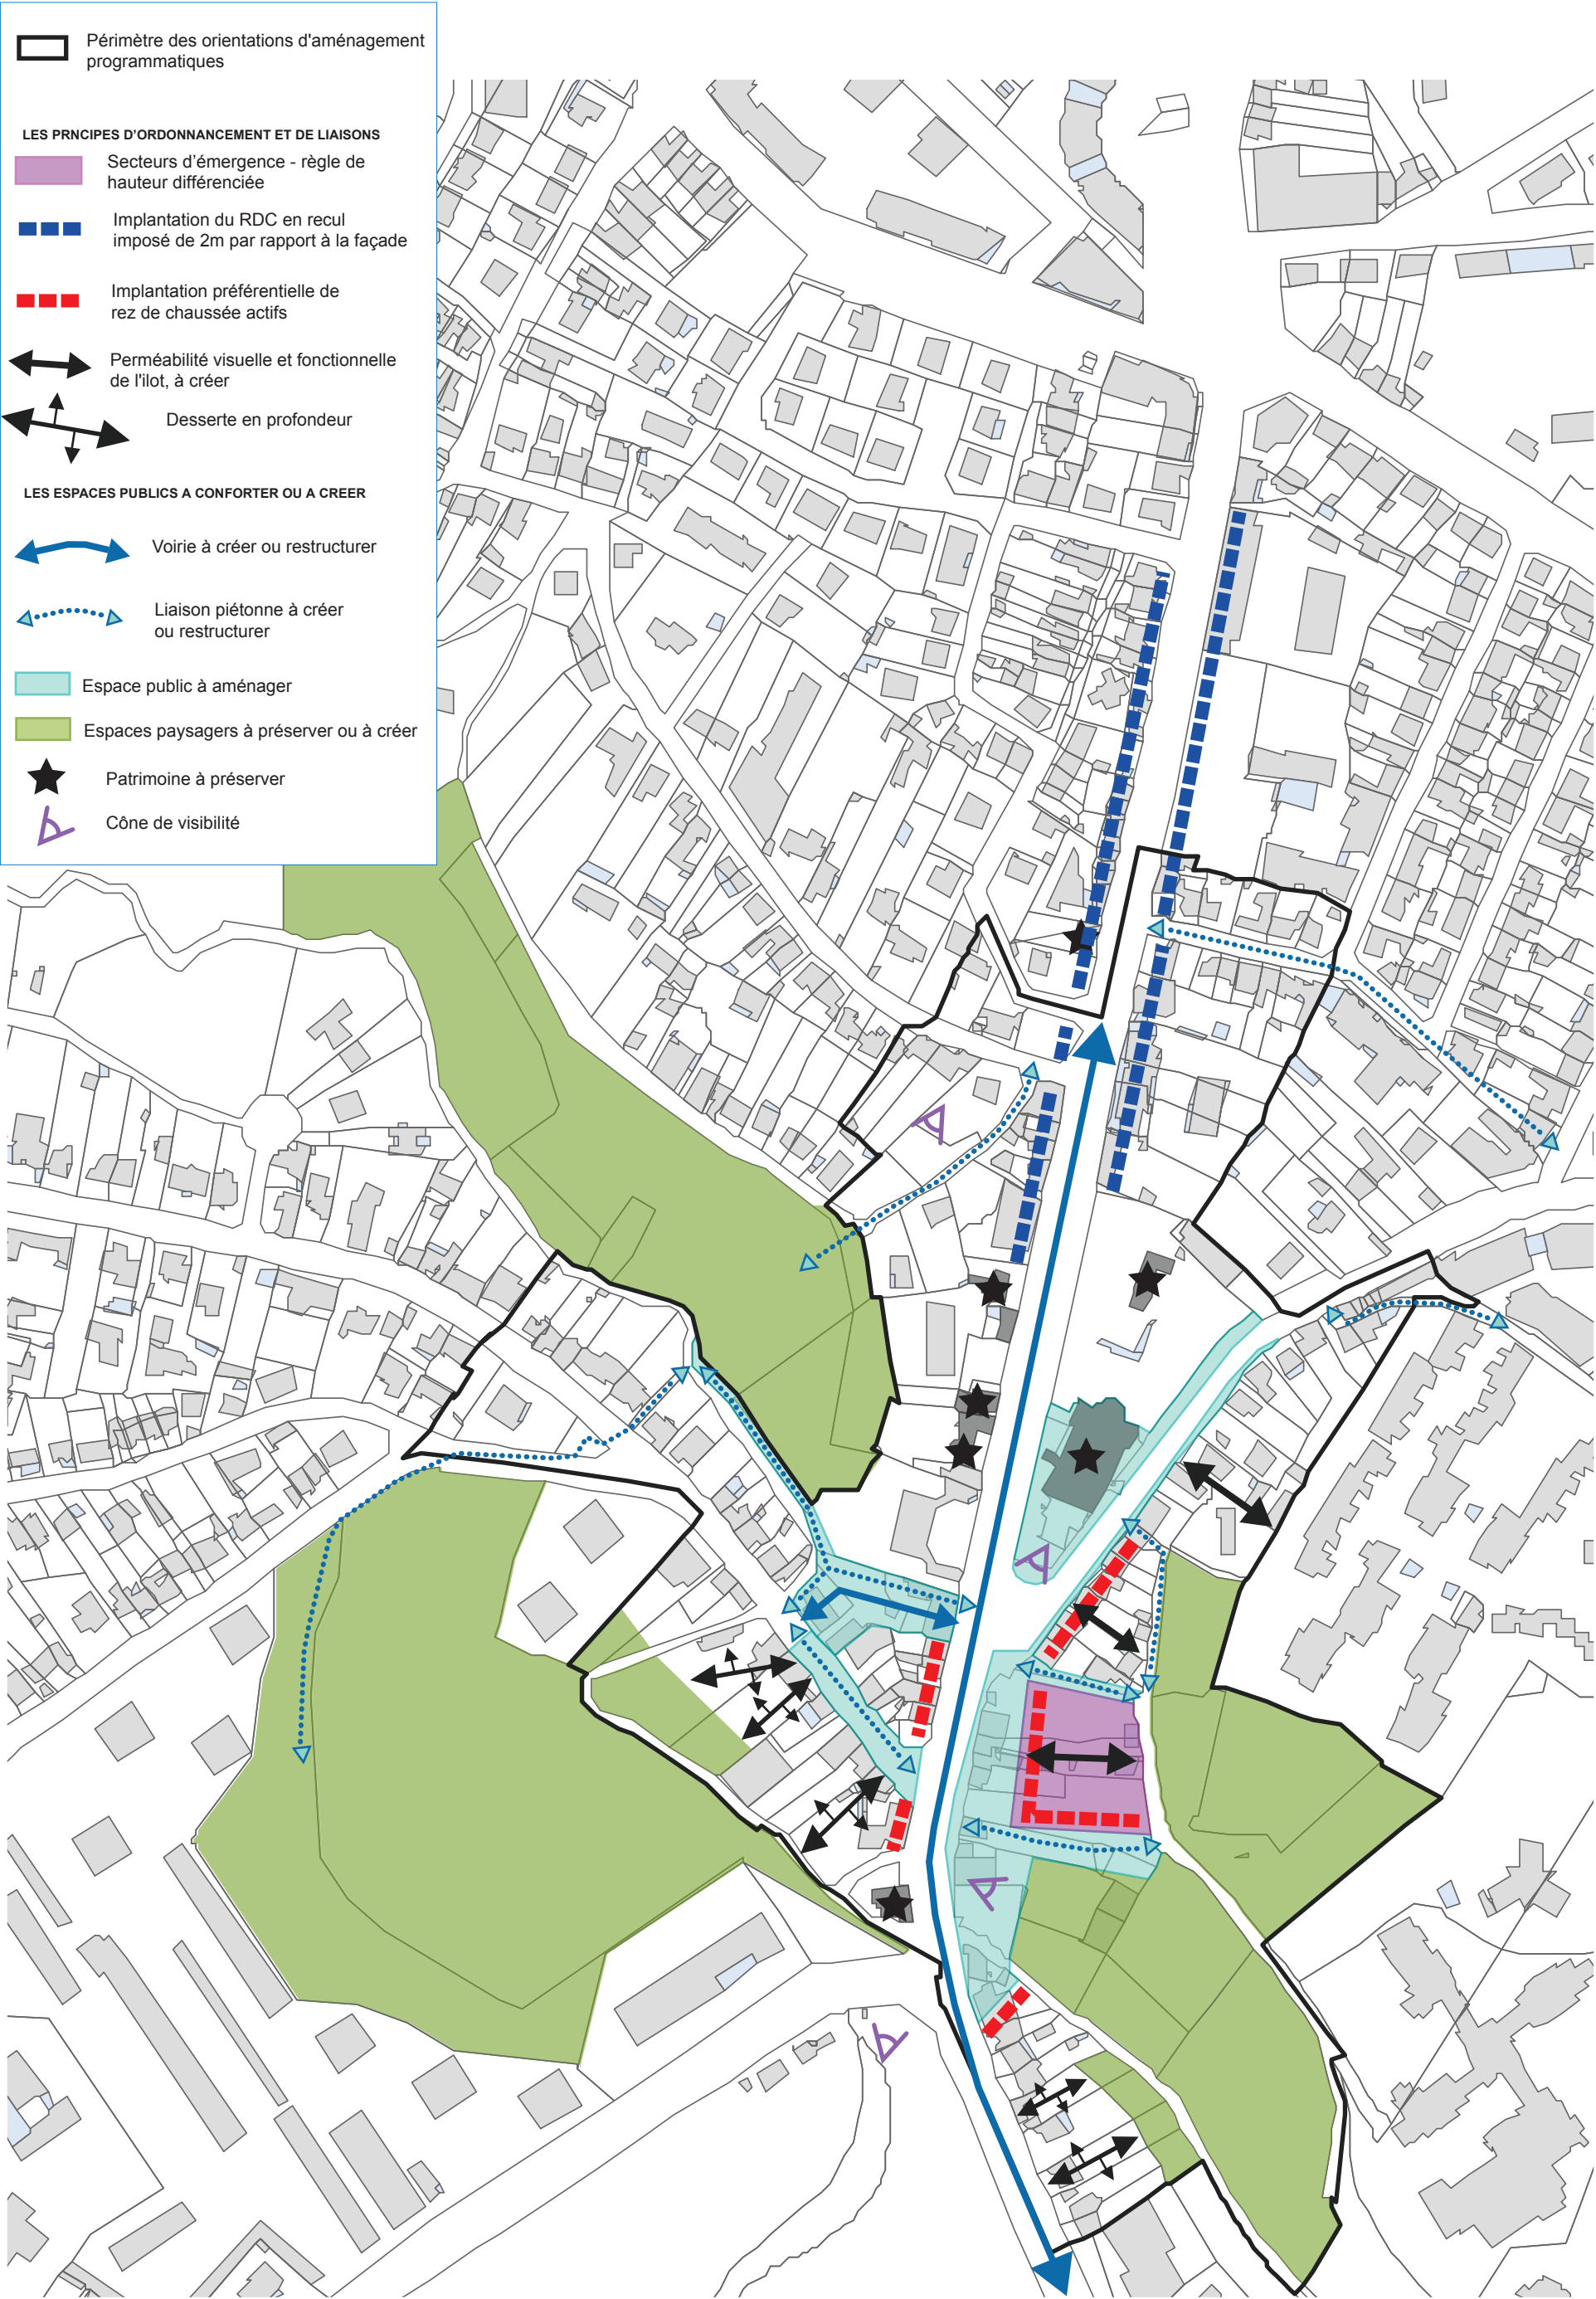 Périmètre des orientations d'aménagement
programmatiques
LES PRNCIPES D'ORDONNANCEMENT ET DE LIAISONS
Secteurs d'émergence - règle de
hauteur différenciée
Implantation du RDC en recul
imposé de 2m par rapport à la façade
Implantation préférentielle de
rez de chaussée actifs
Perméabilité visuelle et fonctionnelle
de l'ilot, à créer
Desserte en profondeur
LES ESPACES PUBLICS A CONFORTER OU A CREER
Voirie à créer ou restructurer
Liaison piétonne à créer
ou restructurer
Espace public à aménager
Espaces paysagers à préserver ou à créer
Patrimoine à préserver
Cône de visibilité